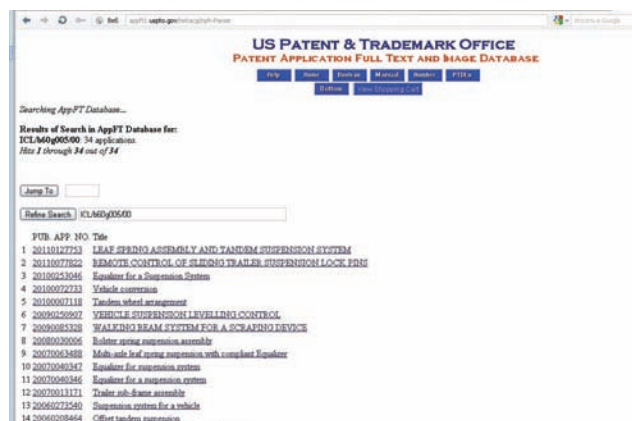 US PATENT & TRADEMARK OFFICE
PATENT APPLICATION FULL TEXT AND IMAGE DATABASE
Help Home Boolean Manual Number PTDLs
Bottom View Shopping Cart
Searching AppFT Database...
Results of Search in AppFT Database for:
ICL/b60g005/00: 34 applications.
Hits 1 through 34 out of 34
Jump To
Refine Search ICL/b60g005/00
PUB. APP. NO. Title
1 20110127753 LEAF SPRING ASSEMBLY AND TANDEM SUSPENSION SYSTEM
2 20110077822 REMOTE CONTROL OF SLIDING TRAILER SUSPENSION LOCK PINS
3 20100253046 Equalizer for a Suspension System
4 20100072733 Vehicle conversion
5 20100007118 Tandem wheel arrangement
6 20090250907 VEHICLE SUSPENSION LEVELLING CONTROL
7 20090085328 WALKING BEAM SYSTEM FOR A SCRAPING DEVICE
8 20080030006 Bolster spring suspension assembly
9 20070063488 Multi-axle leaf spring suspension with compliant Equalizer
10 20070040347 Equalizer for suspension system
11 20070040346 Equalizer for a suspension system
12 20070013171 Trailer sub-frame assembly
13 20060273540 Suspension system for a vehicle
14 20060208464 Offset tandem suspension